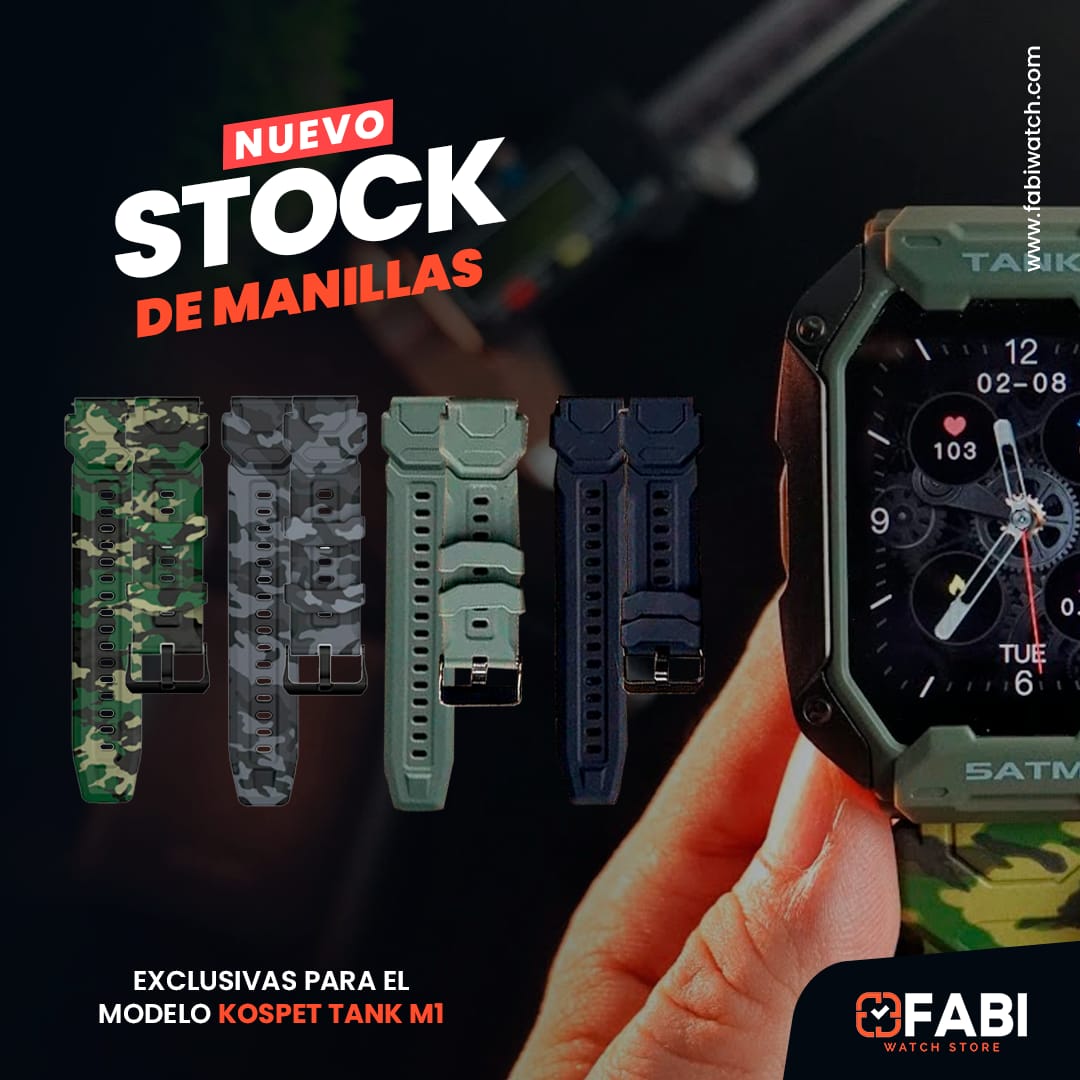 NUEVO
STOCK
DE MANILLAS
www.fabiwatch.com
TANK
12
02-08
103
9
0.
TUE
6
5ATM
EXCLUSIVAS PARA EL
MODELO KOSPET TANK M1
FABI
WATCH STORE